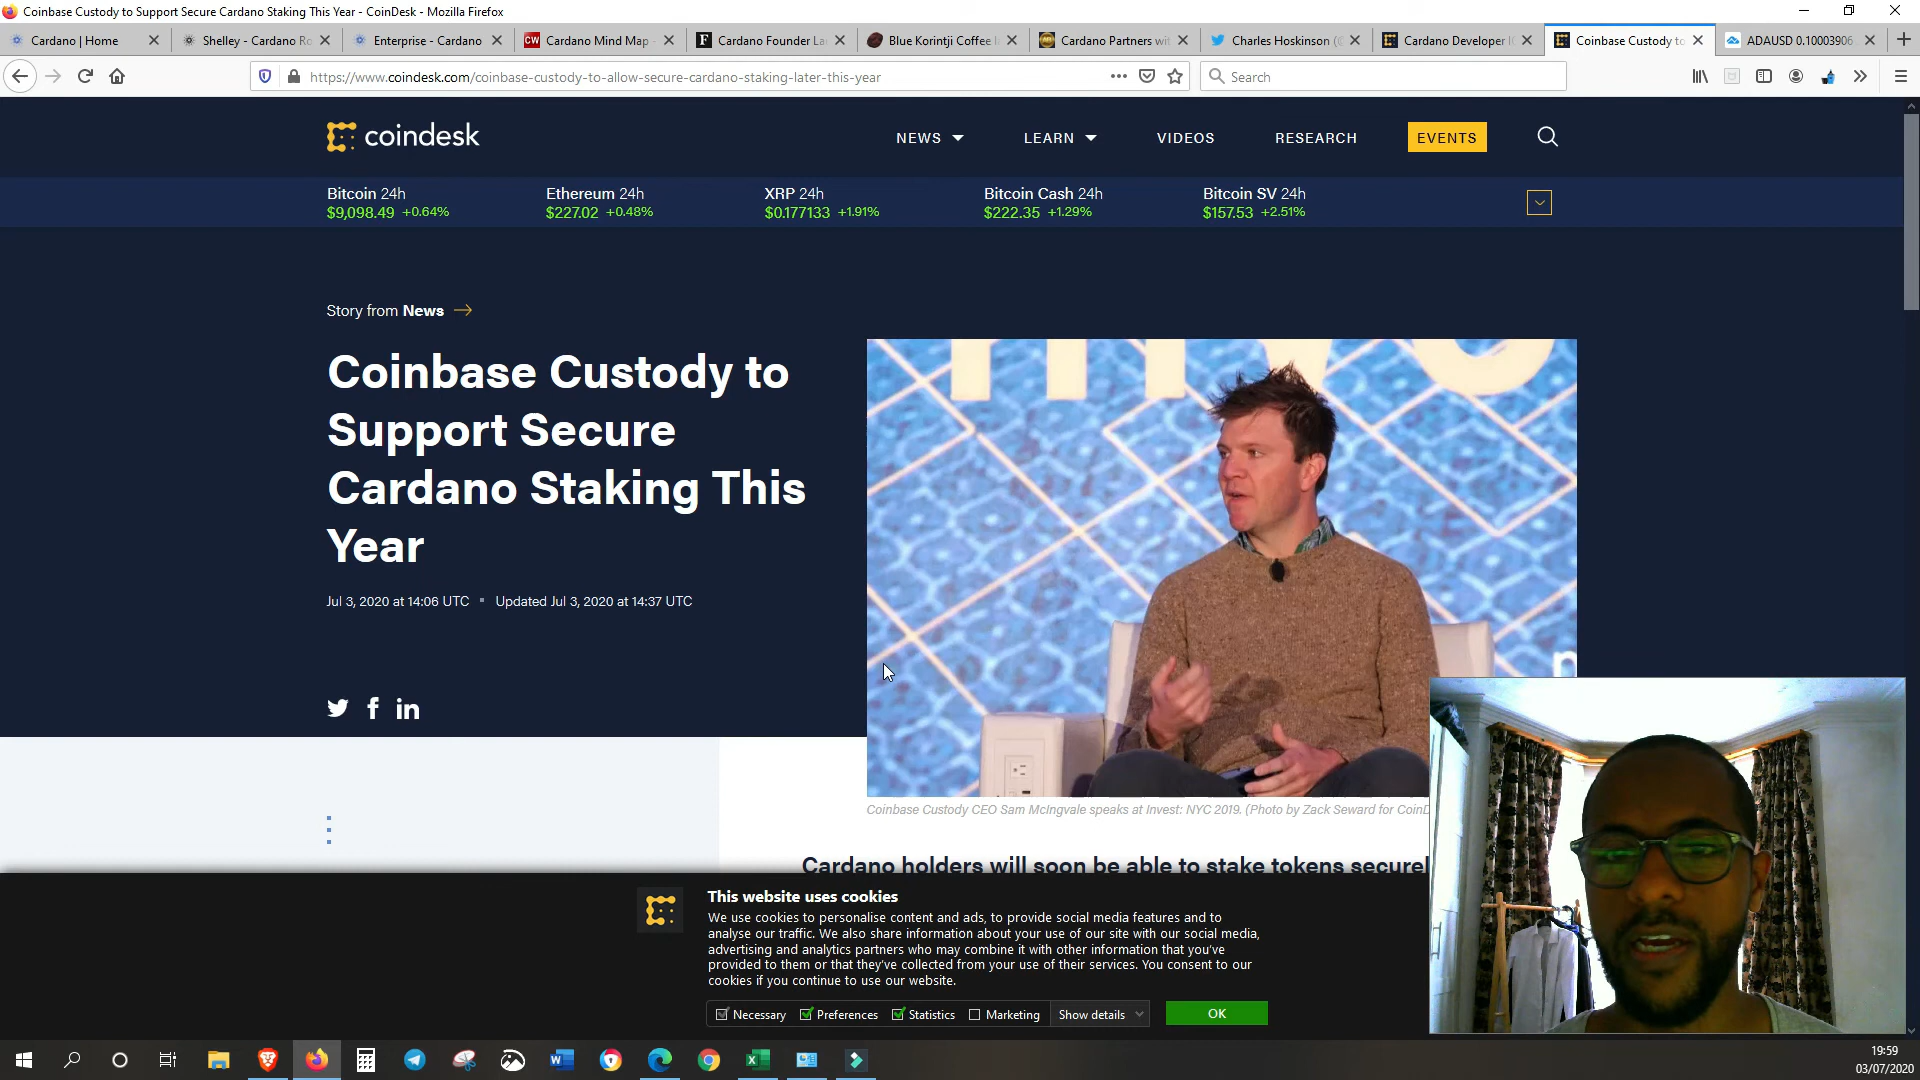 Coinbase Custody to Support Secure Cardano Staking This Year - CoinDesk - Mozilla Firefox
Cardano | Home
Shelley - Cardano Ro
Enterprise - Cardano
CW Cardano Mind Map -
F Cardano Founder La
Blue Korintji Coffee I
Cardano Partners wit
Charles Hoskinson (@
Cardano Developer I
Coinbase Custody to
ADAUSD 0.10003906
https://www.coindesk.com/coinbase-custody-to-allow-secure-cardano-staking-later-this-year
Search
coindesk
NEWS
LEARN
VIDEOS
RESEARCH
EVENTS
Bitcoin 24h
$9,098.49 +0.64%
Ethereum 24h
$227.02 +0.48%
XRP 24h
$0.177133 +1.91%
Bitcoin Cash 24h
$222.35 +1.29%
Bitcoin SV 24h
$157.53 +2.51%
Story from News
Coinbase Custody to
Support Secure
Cardano Staking This
Year
Jul 3, 2020 at 14:06 UTC
Updated Jul 3, 2020 at 14:37 UTC
Coinbase Custody CEO Sam McIngvale speaks at Invest: NYC 2019. (Photo by Zack Seward for CoinD
Cardano holders will soon be able to stake tokens securel
This website uses cookies
We use cookies to personalise content and ads, to provide social media features and to
analyse our traffic. We also share information about your use of our site with our social media,
advertising and analytics partners who may combine it with other information that you've
provided to them or that they've collected from your use of their services. You consent to our
cookies if you continue to use our website.
Necessary
Preferences
Statistics
Marketing
Show details
OK
19:59
03/07/2020